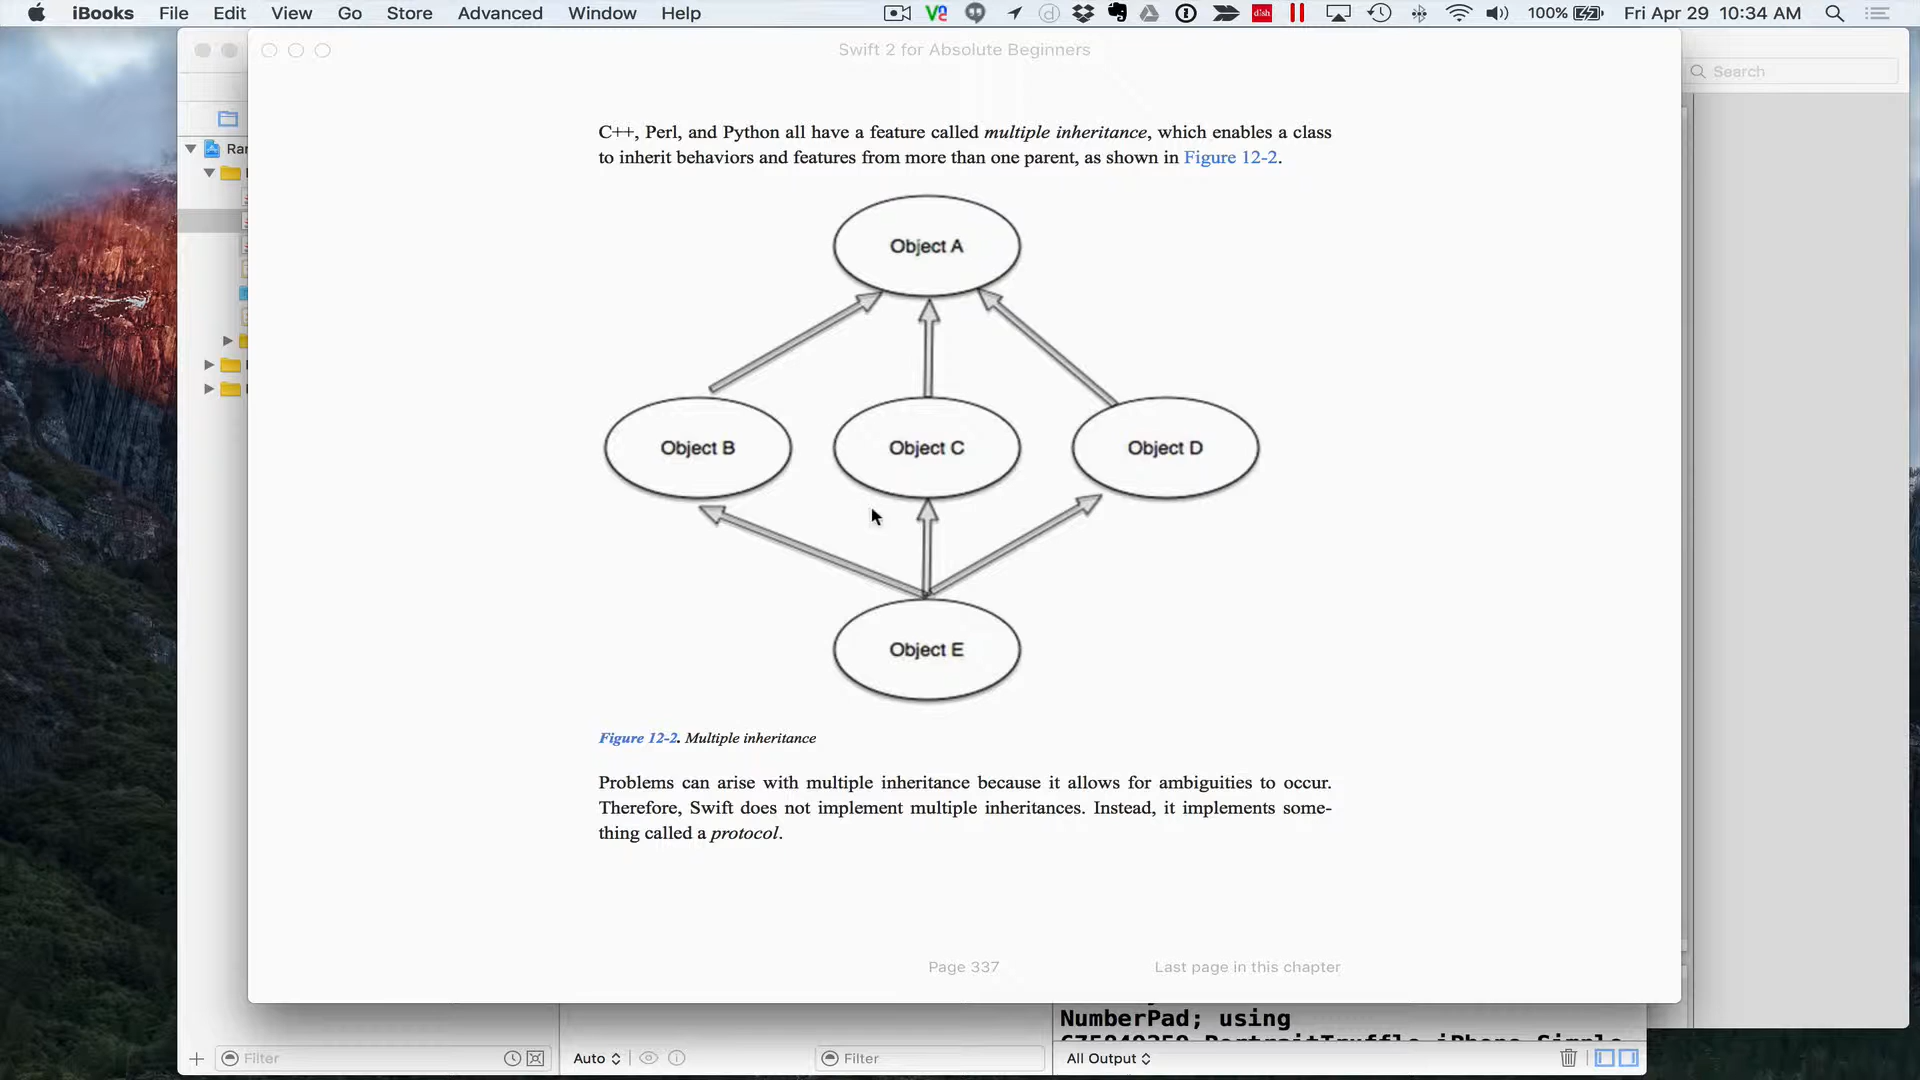 iBooks File Edit View Go Store Advanced Window Help 100% Fri Apr 29 10:34 AM
Swift 2 for Absolute Beginners
Search
Ran
C++, Perl, and Python all have a feature called multiple inheritance, which enables a class
to inherit behaviors and features from more than one parent, as shown in Figure 12-2.
Object A
Object B Object C Object D
Object E
Figure 12-2. Multiple inheritance
Problems can arise with multiple inheritance because it allows for ambiguities to occur.
Therefore, Swift does not implement multiple inheritances. Instead, it implements some-
thing called a protocol.
Page 337 Last page in this chapter
NumberPad; using
Filter Auto Filter All Output